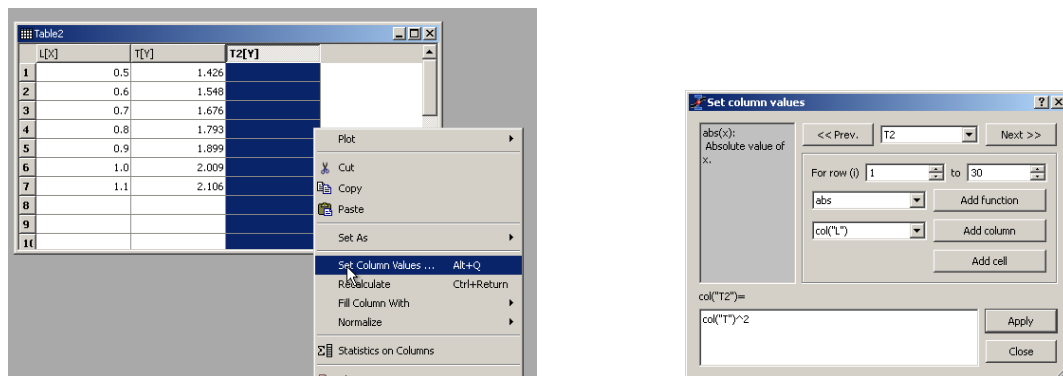 Table2
L[X] T[Y] T2[Y]
1 0.5 1.426
2 0.6 1.548
3 0.7 1.676
4 0.8 1.793
5 0.9 1.899
6 1.0 2.009
7 1.1 2.106
8
9
Plot
Cut
Copy
Paste
Set As
Set Column Values ... Alt+Q
Recalculate Ctrl+Return
Fill Column With
Normalize
Statistics on Columns
Set column values
abs(x):
Absolute value of
x.
<< Prev. T2 Next >>
For row (i) 1 to 30
abs Add function
col("L") Add column
Add cell
col("T2")=
col("T")^2
Apply
Close